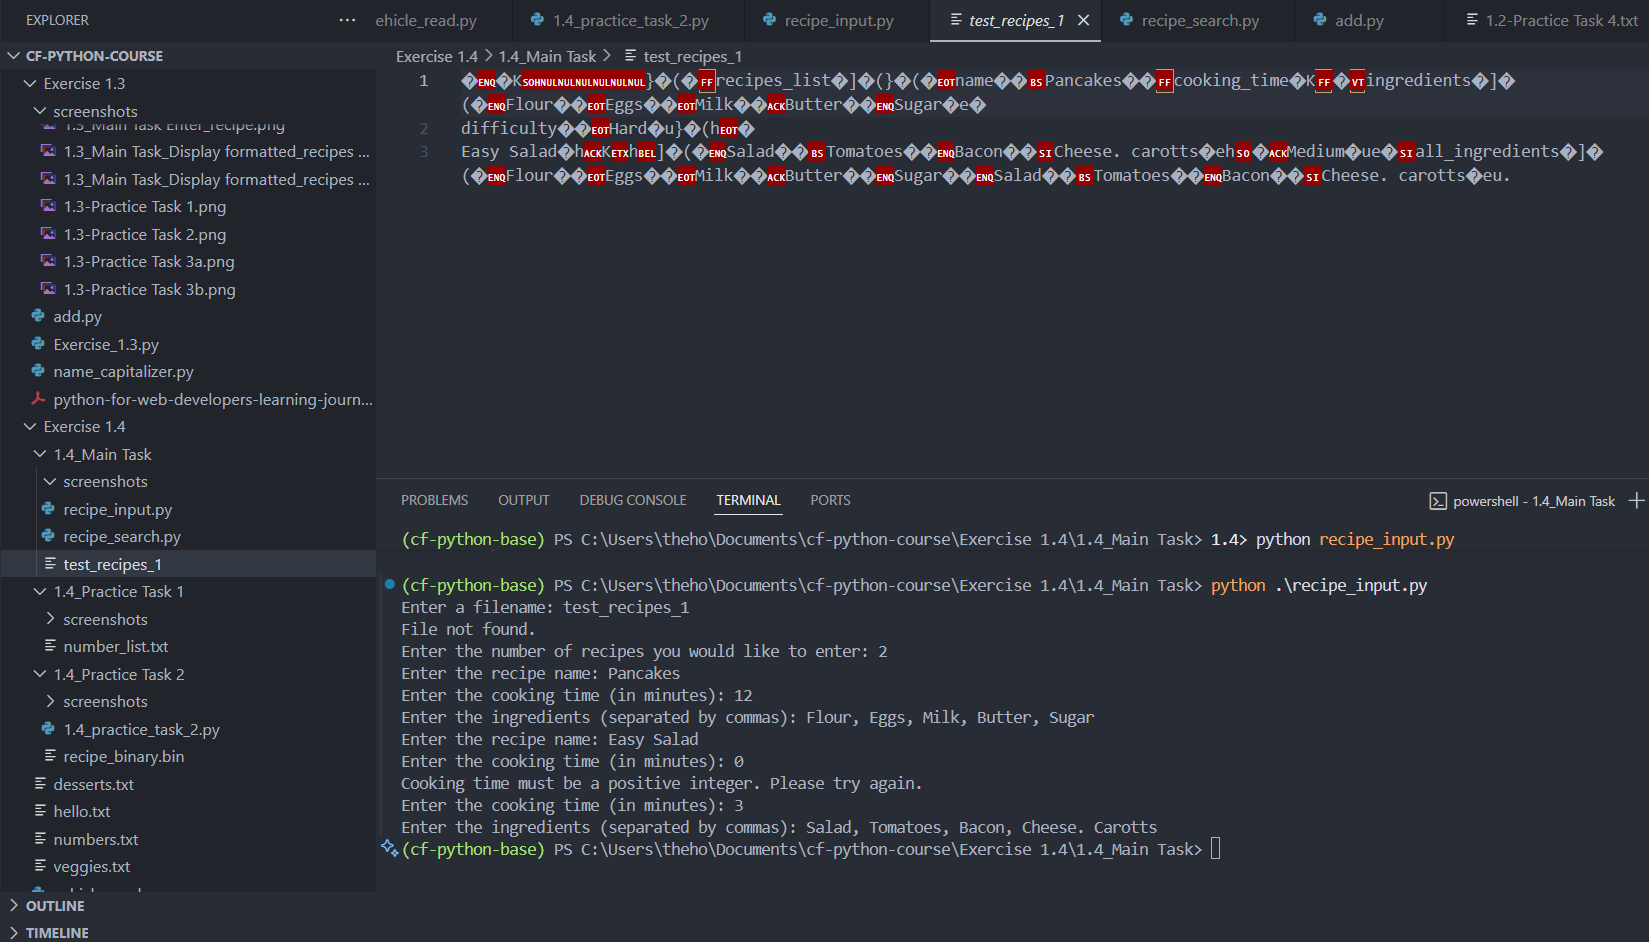 EXPLORER
ehicle_read.py
1.4_practice_task_2.py
recipe_input.py
test_recipes_1
recipe_search.py
add.py
1.2-Practice Task 4.txt
CF-PYTHON-COURSE
Exercise 1.3
screenshots
1.3_Main Task Enter_recipe.png
1.3_Main Task_Display formatted_recipes ...
1.3_Main Task_Display formatted_recipes ...
1.3-Practice Task 1.png
1.3-Practice Task 2.png
1.3-Practice Task 3a.png
1.3-Practice Task 3b.png
add.py
Exercise_1.3.py
name_capitalizer.py
python-for-web-developers-learning-journ...
Exercise 1.4
1.4_Main Task
screenshots
recipe_input.py
recipe_search.py
test_recipes_1
1.4_Practice Task 1
screenshots
number_list.txt
1.4_Practice Task 2
screenshots
1.4_practice_task_2.py
recipe_binary.bin
desserts.txt
hello.txt
numbers.txt
veggies.txt
OUTLINE
TIMELINE
Exercise 1.4 > 1.4_Main Task > test_recipes_1
1 �ENQ�KSOHNULNULNULNULNULNULNUL}�(�FFrecipes_list�]�(}�(�EOTname��BSPancakes��FFcooking_time�KFF�VTingredients�]�
(�ENQFlour��EOTEggs��EOTMilk��ACKButter��ENQSugar�e�
2 difficulty��EOTHard�u}�(hEOT�
3 Easy Salad�hACKKETXhBEL]�(�ENQSalad��BSTomatoes��ENQBacon��SICheese. carotts�ehSO�ACKMedium�ue�SIall_ingredients�]�
(�ENQFlour��EOTEggs��EOTMilk��ACKButter��ENQSugar��ENQSalad��BSTomatoes��ENQBacon��SICheese. carotts�eu.
PROBLEMS OUTPUT DEBUG CONSOLE TERMINAL PORTS
powershell - 1.4_Main Task
(cf-python-base) PS C:\Users\theho\Documents\cf-python-course\Exercise 1.4\1.4_Main Task> 1.4> python recipe_input.py
(cf-python-base) PS C:\Users\theho\Documents\cf-python-course\Exercise 1.4\1.4_Main Task> python .\recipe_input.py
Enter a filename: test_recipes_1
File not found.
Enter the number of recipes you would like to enter: 2
Enter the recipe name: Pancakes
Enter the cooking time (in minutes): 12
Enter the ingredients (separated by commas): Flour, Eggs, Milk, Butter, Sugar
Enter the recipe name: Easy Salad
Enter the cooking time (in minutes): 0
Cooking time must be a positive integer. Please try again.
Enter the cooking time (in minutes): 3
Enter the ingredients (separated by commas): Salad, Tomatoes, Bacon, Cheese. Carotts
(cf-python-base) PS C:\Users\theho\Documents\cf-python-course\Exercise 1.4\1.4_Main Task>